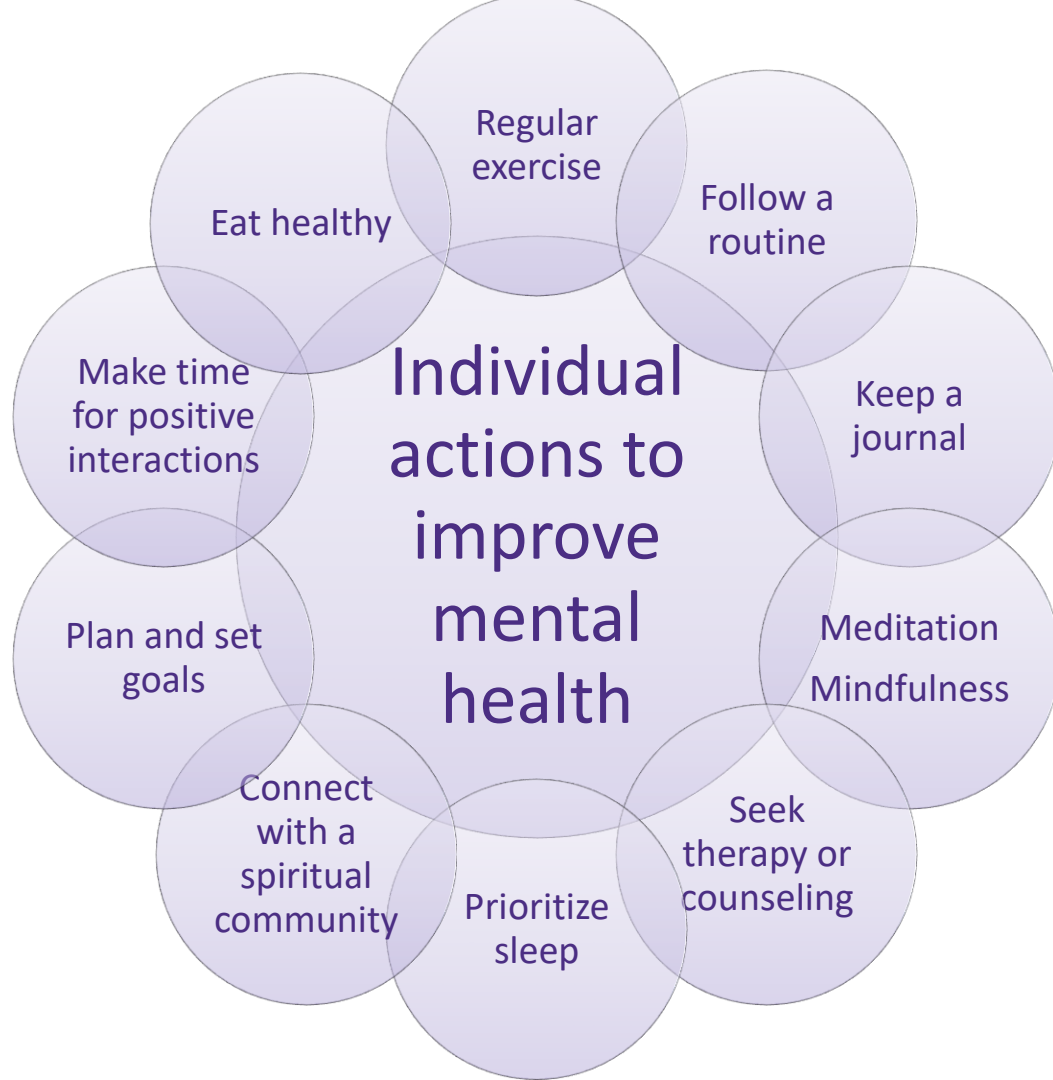 Individual
actions to
improve
mental
health
Regular
exercise
Follow a
routine
Keep a
journal
Meditation
Mindfulness
Seek
therapy or
counseling
Prioritize
sleep
Connect
with a
spiritual
community
Plan and set
goals
Make time
for positive
interactions
Eat healthy